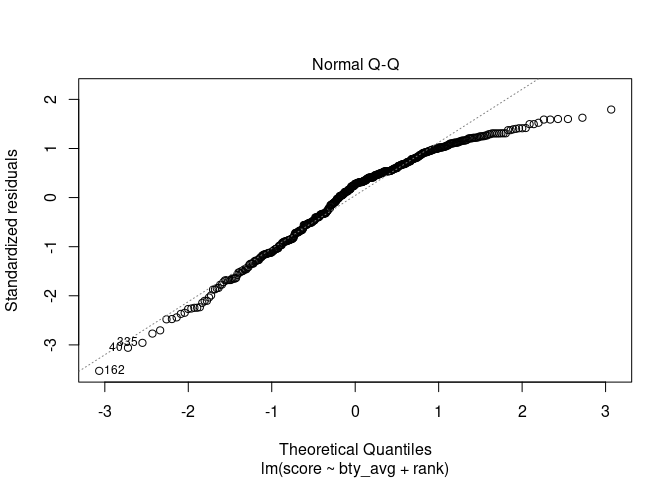 Normal Q-Q
Standardized residuals
2
1
0
-1
-2
-3
335
40
162
-3 -2 -1 0 1 2 3
Theoretical Quantiles
lm(score ~ bty_avg + rank)